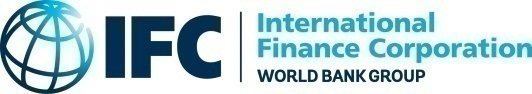 IFC
International
Finance Corporation
WORLD BANK GROUP